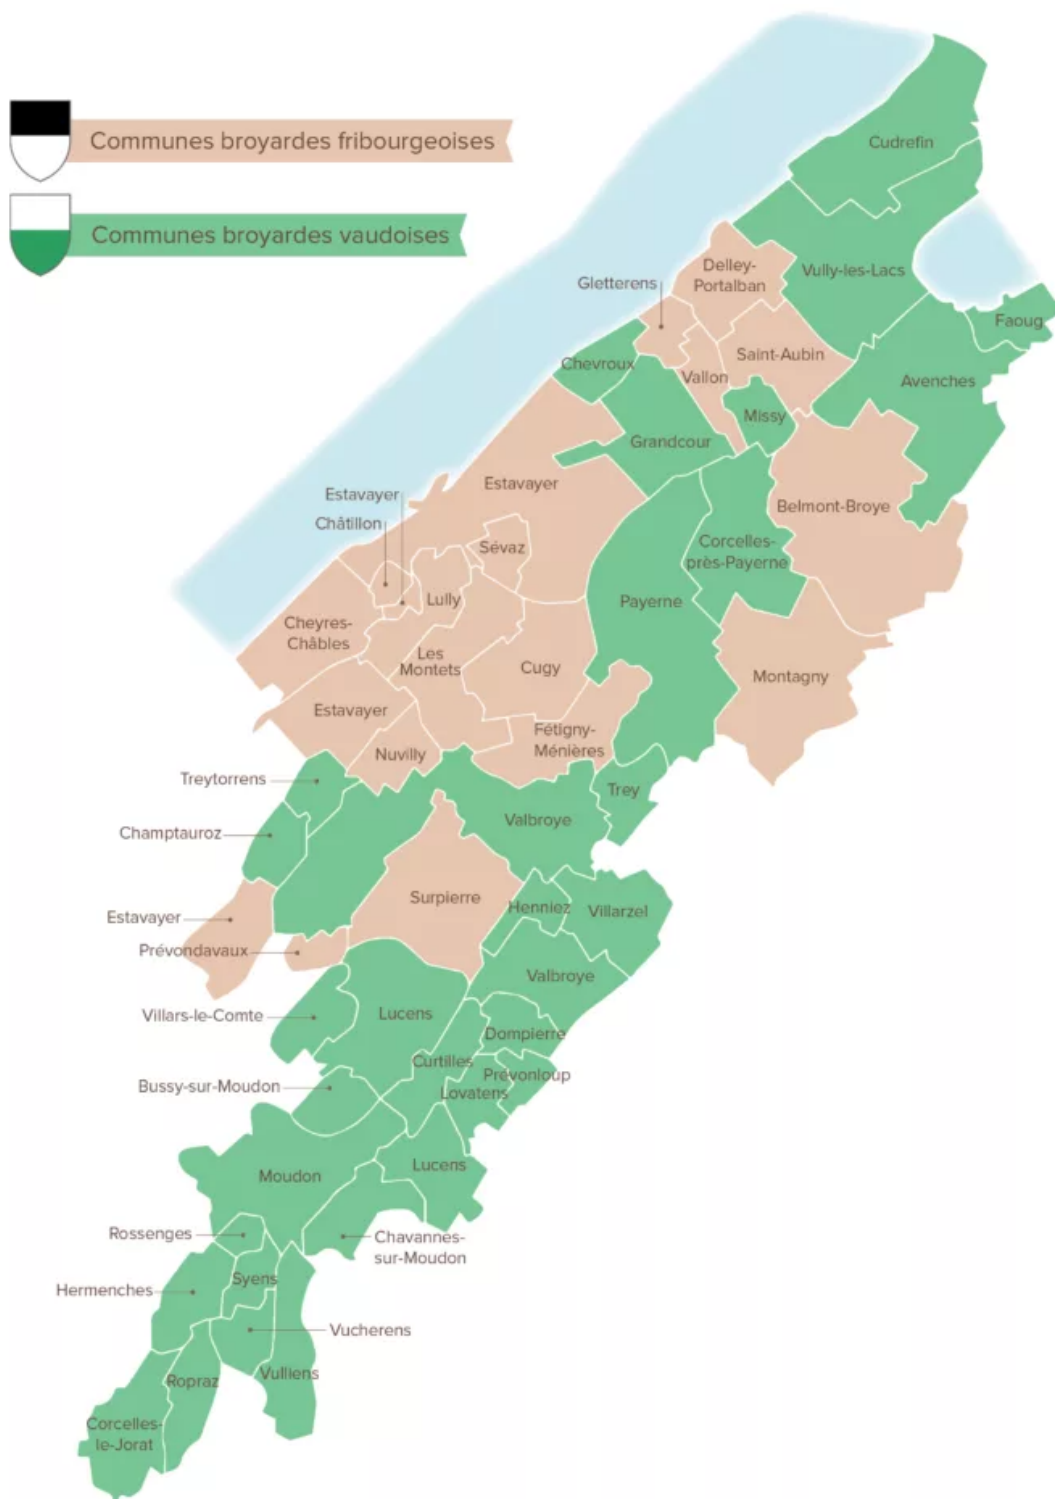 Communes broyardes fribourgeoises
Communes broyardes vaudoises
Cudrefin
Delley-
Portalban
Vully-les-Lacs
Gletterens
Faoug
Saint-Aubin
Chevroux
Vallon
Avenches
Missy
Grandcour
Estavayer
Estavayer
Belmont-Broye
Châtillon
Sévaz
Corcelles-
près-Payerne
Lully
Payerne
Cheyres-
Châbles
Les
Montets
Cugy
Montagny
Estavayer
Fétigny-
Ménières
Nuvilly
Treytorrens
Trey
Valbroye
Champtauroz
Surpierre
Henniez
Villarzel
Estavayer
Prévondavaux
Valbroye
Villars-le-Comte
Lucens
Dompierre
Curtilles
Prévonloup
Bussy-sur-Moudon
Lovatens
Lucens
Moudon
Rossenges
Chavannes-
sur-Moudon
Syens
Hermenches
Vucherens
Vulliens
Ropraz
Corcelles-
le-Jorat